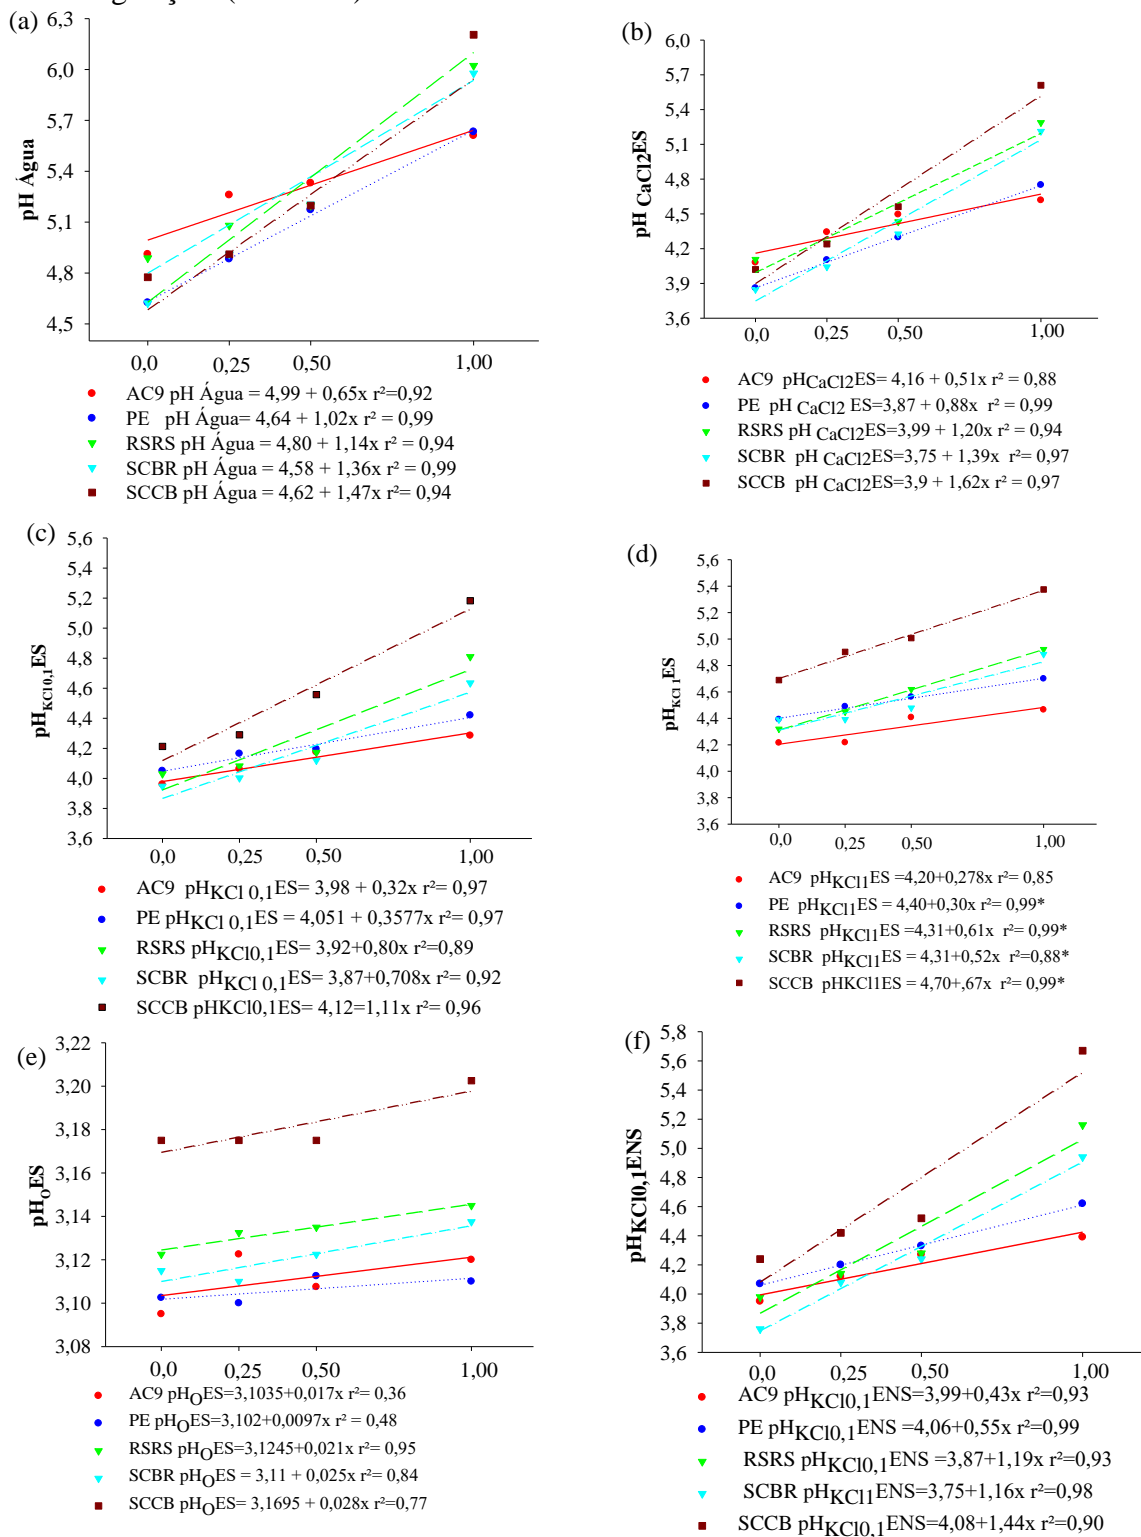 (a)
6,3
6,0
5,7
5,4
5,1
4,8
4,5
pH Água
0,0 0,25 0,50 1,00
AC9 pH Água = 4,99 + 0,65x r²=0,92
PE pH Água= 4,64 + 1,02x r² = 0,99
RSRS pH Água = 4,80 + 1,14x r² = 0,94
SCBR pH Água = 4,58 + 1,36x r² = 0,99
SCCB pH Água = 4,62 + 1,47x r²= 0,94
(b)
6,0
5,7
5,4
5,1
4,8
4,5
4,2
3,9
3,6
pH CaCl2ES
0,0 0,25 0,50 1,00
AC9 pHCaCl2ES= 4,16 + 0,51x r² = 0,88
PE pH CaCl2 ES=3,87 + 0,88x r² = 0,99
RSRS pH CaCl2ES=3,99 + 1,20x r² = 0,94
SCBR pH CaCl2ES=3,75 + 1,39x r² = 0,97
SCCB pH CaCl2ES=3,9 + 1,62x r² = 0,97
(c)
5,6
5,4
5,2
5,0
4,8
4,6
4,4
4,2
4,0
3,8
3,6
pHKCl0,1ES
0,0 0,25 0,50 1,00
AC9 pHKCl 0,1ES= 3,98 + 0,32x r²= 0,97
PE pHKCl 0,1ES = 4,051 + 0,3577x r²= 0,97
RSRS pHKCl0,1ES= 3,92+0,80x r²=0,89
SCBR pHKCl 0,1ES= 3,87+0,708x r²= 0,92
SCCB pHKCl0,1ES= 4,12=1,11x r²= 0,96
(d)
5,6
5,4
5,2
5,0
4,8
4,6
4,4
4,2
4,0
3,8
3,6
pHKCl 1ES
0,0 0,25 0,50 1,00
AC9 pHKCl1ES =4,20+0,278x r²= 0,85
PE pHKCl1ES = 4,40+0,30x r²= 0,99*
RSRS pHKCl1ES =4,31+0,61x r²= 0,99*
SCBR pHKCl1ES = 4,31+0,52x r²=0,88*
SCCB pHKCl1ES = 4,70+,67x r²=0,99*
(e)
3,22
3,20
3,18
3,16
3,14
3,12
3,10
3,08
pHOES
0,0 0,25 0,50 1,00
AC9 pHOES=3,1035+0,017x r²= 0,36
PE pHOES=3,102+0,0097x r² = 0,48
RSRS pHOES=3,1245+0,021x r²= 0,95
SCBR pHOES = 3,11 + 0,025x r²= 0,84
SCCB pHOES= 3,1695 + 0,028x r²=0,77
(f)
5,8
5,6
5,4
5,2
5,0
4,8
4,6
4,4
4,2
4,0
3,8
3,6
pHKCl0,1ENS
0,0 0,25 0,50 1,00
AC9 pHKCl0,1ENS=3,99+0,43x r²=0,93
PE pHKCl0,1ENS =4,06+0,55x r²=0,99
RSRS pHKCl0,1ENS =3,87+1,19x r²=0,93
SCBR pHKCl1ENS=3,75+1,16x r²=0,98
SCCB pHKCl0,1ENS=4,08+1,44x r²=0,90